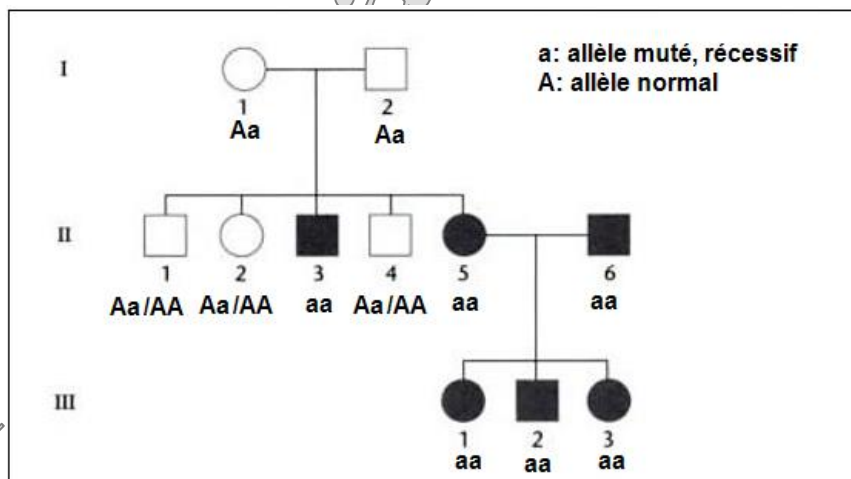 I
a: allèle muté, récessif
A: allèle normal
1 2
Aa Aa
II
1 2 3 4 5 6
Aa/AA Aa/AA aa Aa/AA aa aa
III
1 2 3
aa aa aa